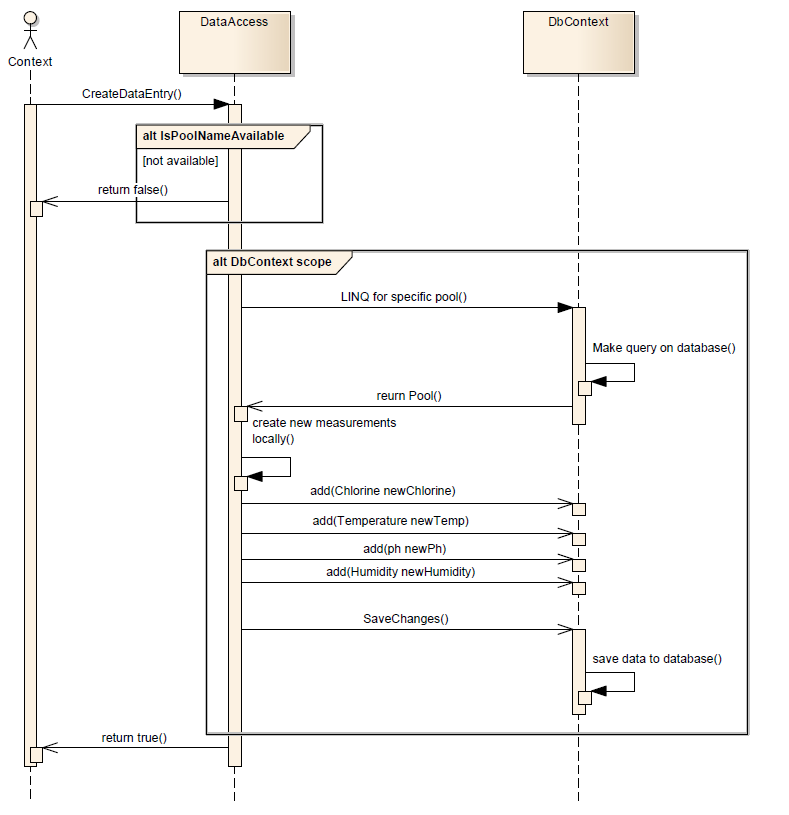 DataAccess
DbContext
Context
CreateDataEntry()
alt IsPoolNameAvailable
[not available]
return false()
alt DbContext scope
LINQ for specific pool()
Make query on database()
reurn Pool()
create new measurements
locally()
add(Chlorine newChlorine)
add(Temperature newTemp)
add(ph newPh)
add(Humidity newHumidity)
SaveChanges()
save data to database()
return true()